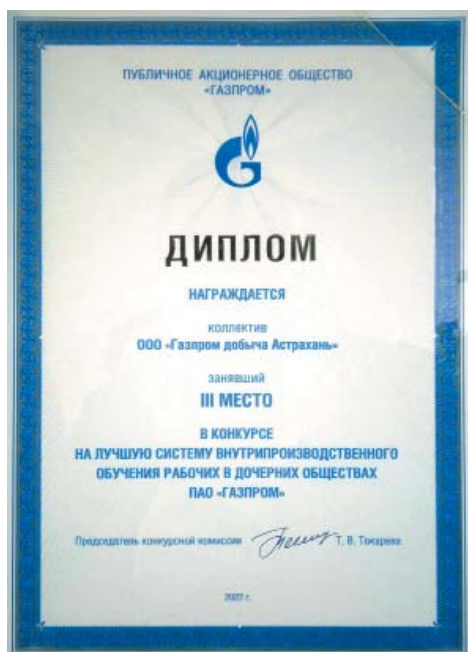 ПУБЛИЧНОЕ АКЦИОНЕРНОЕ ОБЩЕСТВО
«ГАЗПРОМ»
ДИПЛОМ
НАГРАЖДАЕТСЯ
коллектив
ООО «Газпром добыча Астрахань»
занявший
III МЕСТО
В КОНКУРСЕ
НА ЛУЧШУЮ СИСТЕМУ ВНУТРИПРОИЗВОДСТВЕННОГО
ОБУЧЕНИЯ РАБОЧИХ В ДОЧЕРНИХ ОБЩЕСТВАХ
ПАО «ГАЗПРОМ»
Председатель конкурсной комиссии Т. В. Токарева
2022 г.